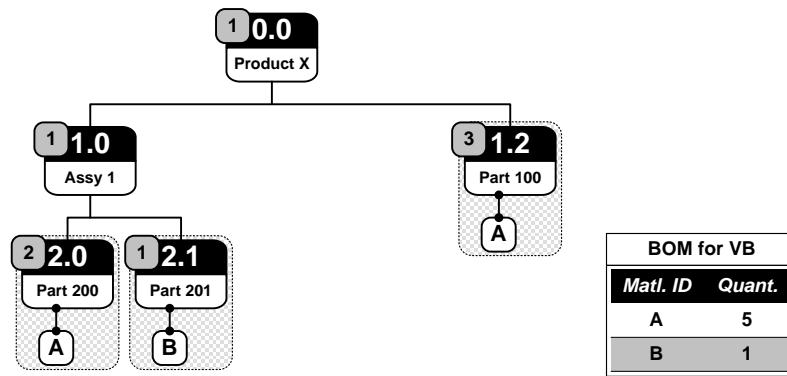 1 0.0
Product X
1 1.0
Assy 1
3 1.2
Part 100
A
2 2.0
Part 200
A
1 2.1
Part 201
B
BOM for VB
Matl. ID Quant.
A 5
B 1